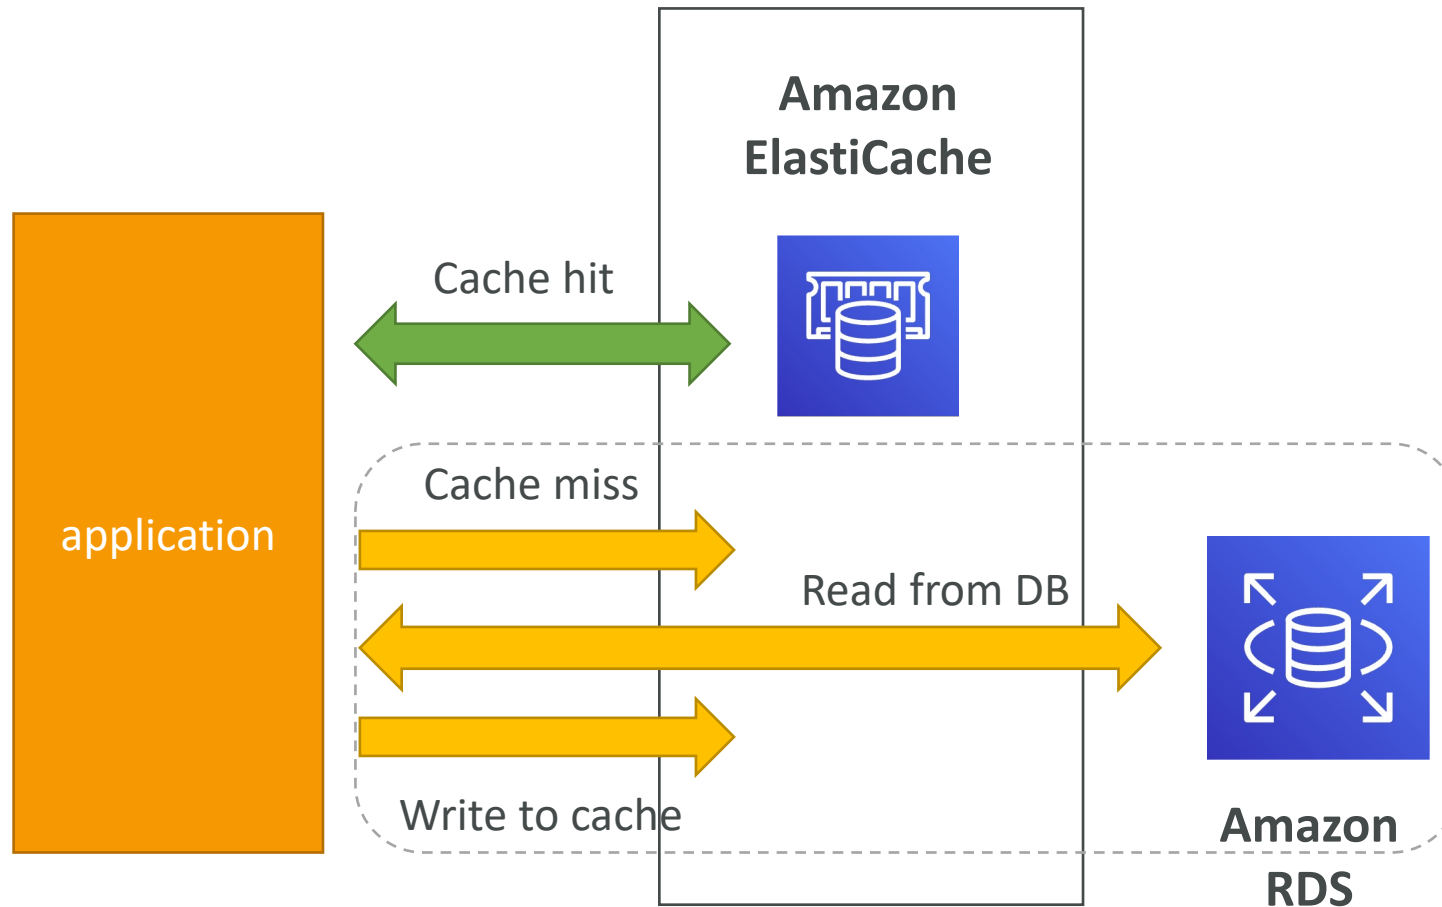 Amazon
ElastiCache
Cache hit
Cache miss
application
Read from DB
Write to cache
Amazon
RDS